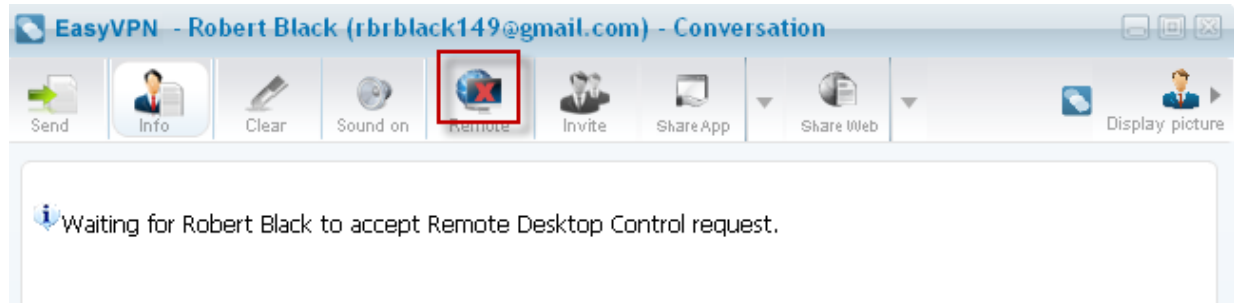 EasyVPN - Robert Black (rbrblack149@gmail.com) - Conversation
Send Info Clear Sound on Remote Invite Share App Share Web Display picture
Waiting for Robert Black to accept Remote Desktop Control request.